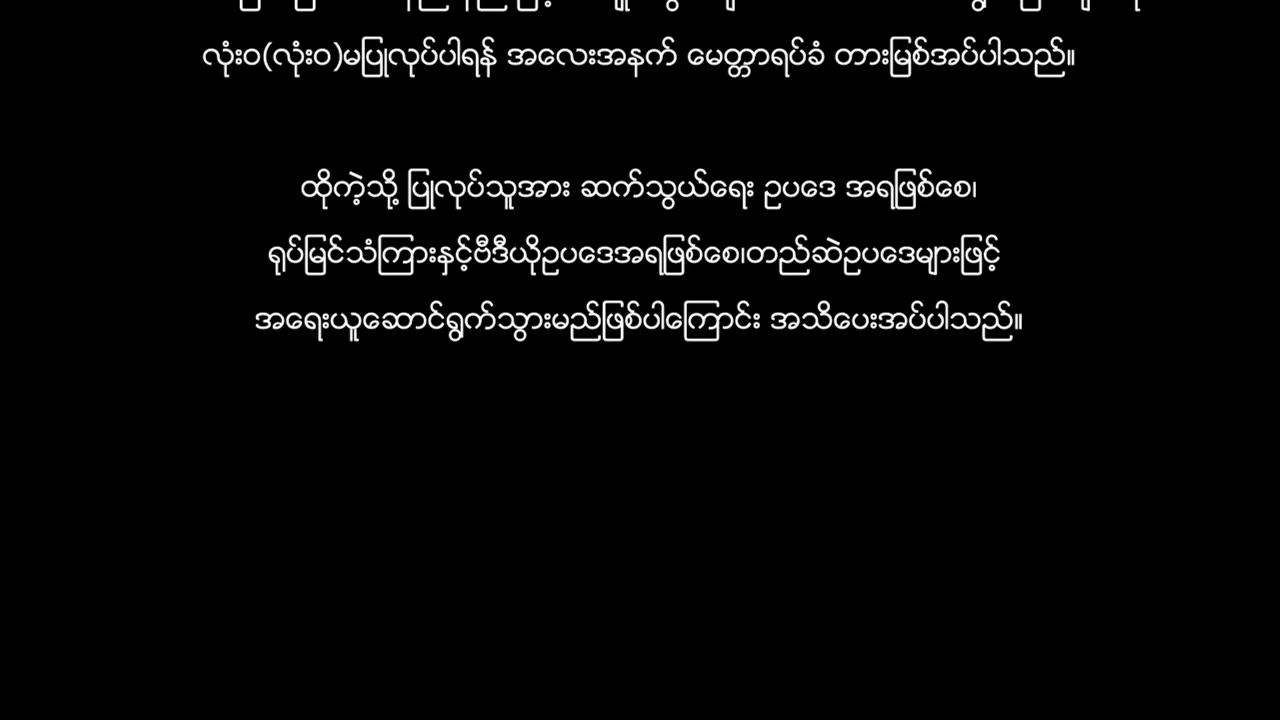 လုံးဝ(လုံးဝ)မပြုလုပ်ပါရန် အလေးအနက် မေတ္တာရပ်ခံ တားမြစ်အပ်ပါသည်။
ထိုကဲ့သို့ ပြုလုပ်သူအား ဆက်သွယ်ရေး ဥပဒေ အရဖြစ်စေ၊
ရုပ်မြင်သံကြားနှင့်ဗီဒီယိုဥပဒေအရဖြစ်စေ၊တည်ဆဲဥပဒေများဖြင့်
အရေးယူဆောင်ရွက်သွားမည်ဖြစ်ပါကြောင်း အသိပေးအပ်ပါသည်။